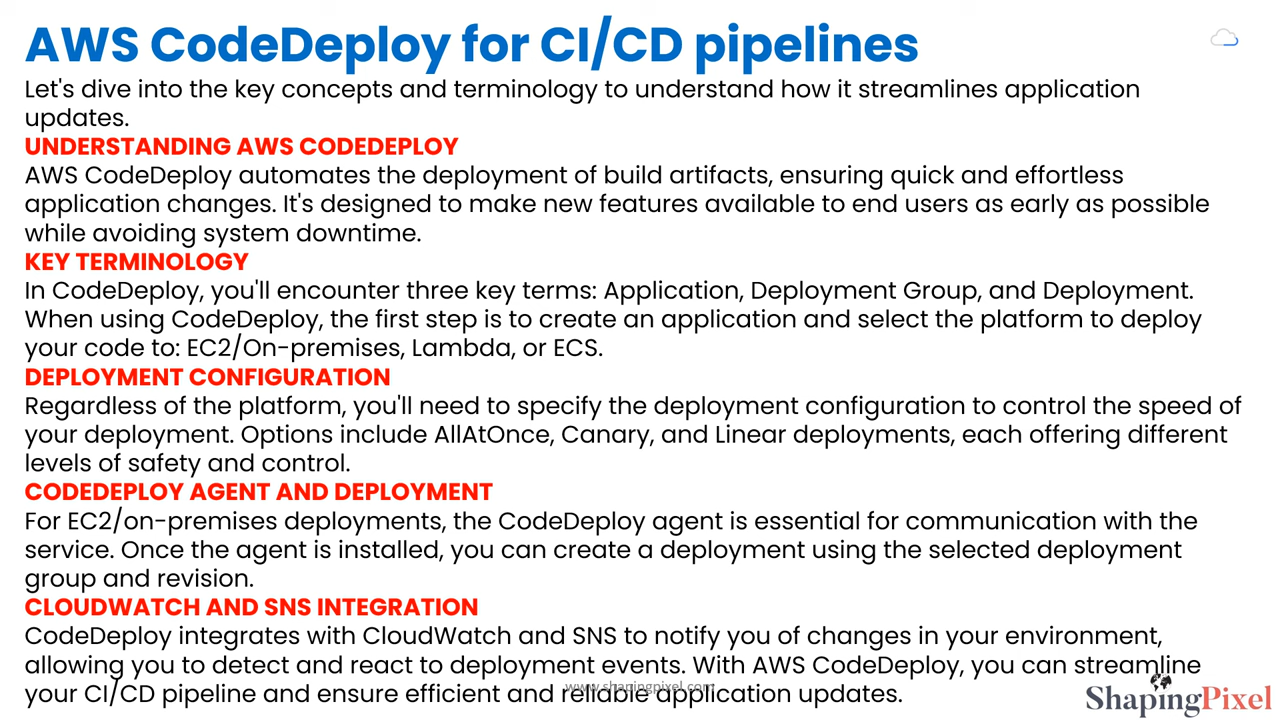 AWS CodeDeploy for CI/CD pipelines
Let's dive into the key concepts and terminology to understand how it streamlines application
updates.
UNDERSTANDING AWS CODEDEPLOY
AWS CodeDeploy automates the deployment of build artifacts, ensuring quick and effortless
application changes. It's designed to make new features available to end users as early as possible
while avoiding system downtime.
KEY TERMINOLOGY
In CodeDeploy, you'll encounter three key terms: Application, Deployment Group, and Deployment.
When using CodeDeploy, the first step is to create an application and select the platform to deploy
your code to: EC2/On-premises, Lambda, or ECS.
DEPLOYMENT CONFIGURATION
Regardless of the platform, you'll need to specify the deployment configuration to control the speed of
your deployment. Options include AllAtOnce, Canary, and Linear deployments, each offering different
levels of safety and control.
CODEDEPLOY AGENT AND DEPLOYMENT
For EC2/on-premises deployments, the CodeDeploy agent is essential for communication with the
service. Once the agent is installed, you can create a deployment using the selected deployment
group and revision.
CLOUDWATCH AND SNS INTEGRATION
CodeDeploy integrates with CloudWatch and SNS to notify you of changes in your environment,
allowing you to detect and react to deployment events. With AWS CodeDeploy, you can streamline
your CI/CD pipeline and ensure efficient and reliable application updates.
www.shapingpixel.com
ShapingPixel